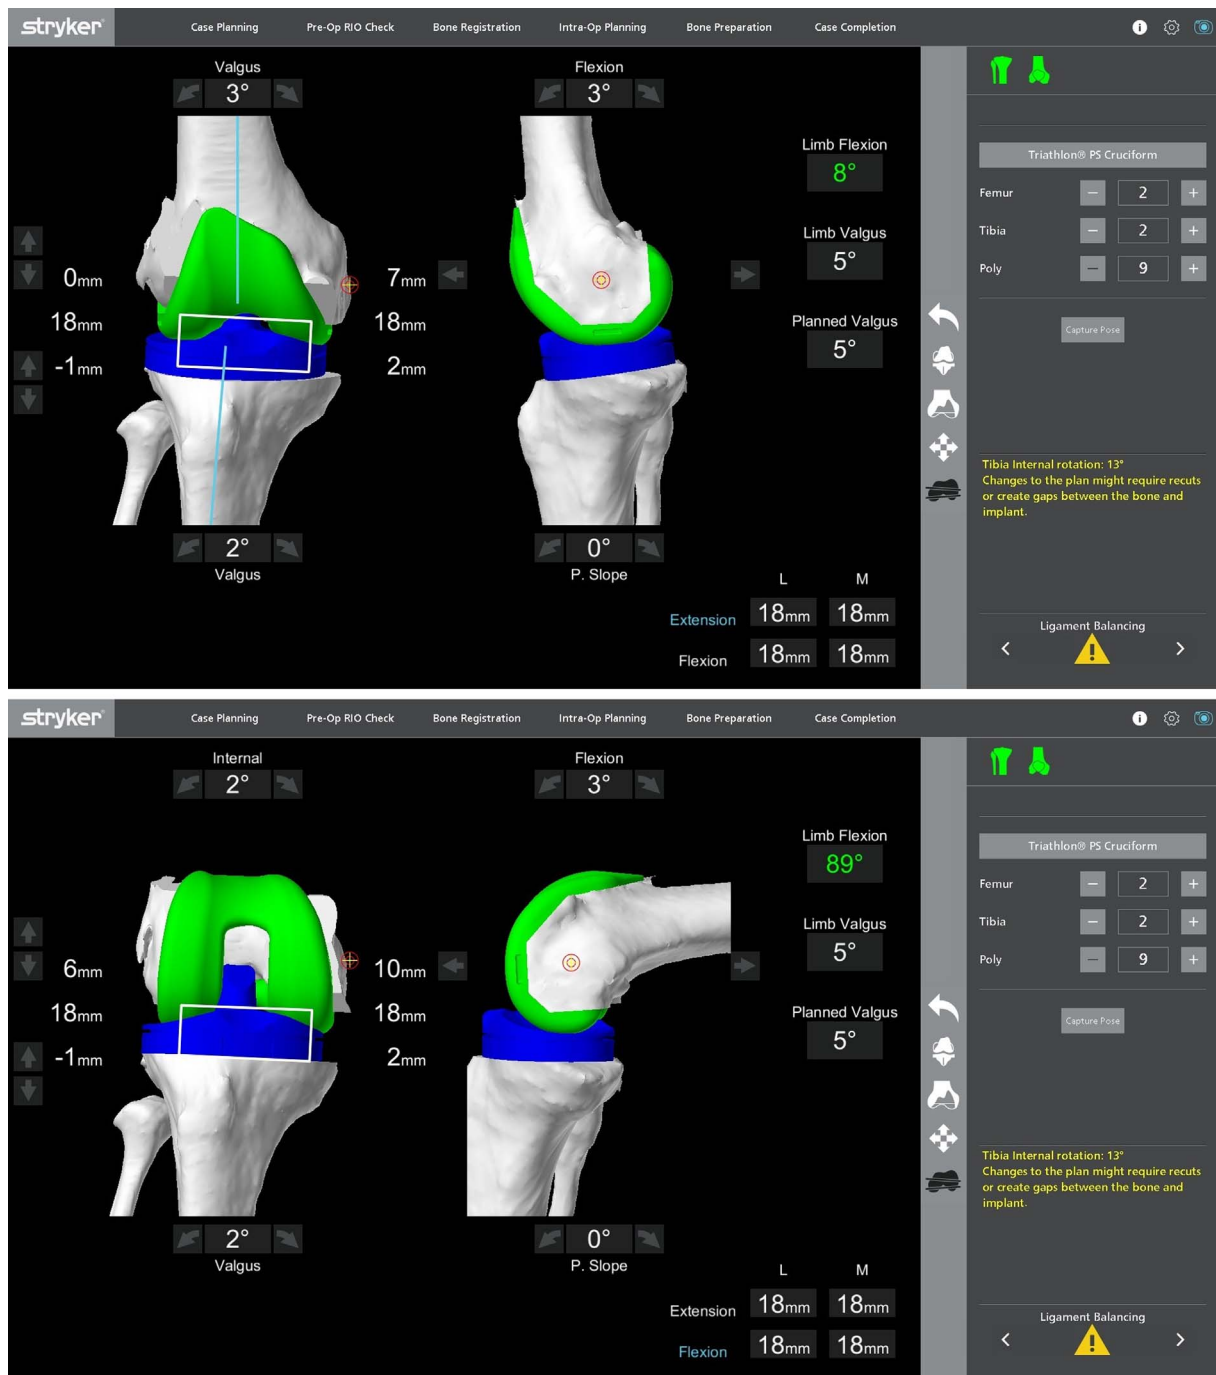 stryker®
Case Planning Pre-Op RIO Check Bone Registration Intra-Op Planning Bone Preparation Case Completion
Valgus
3°
Flexion
3°
Limb Flexion
8°
Limb Valgus
5°
Planned Valgus
5°
0mm 7mm
18mm 18mm
-1mm 2mm
2°
Valgus
0°
P. Slope
L M
Extension 18mm 18mm
Flexion 18mm 18mm
Triathlon® PS Cruciform
Femur − 2 +
Tibia − 2 +
Poly − 9 +
Capture Pose
Tibia Internal rotation: 13°
Changes to the plan might require recuts
or create gaps between the bone and
implant.
Ligament Balancing
< ! >
stryker®
Case Planning Pre-Op RIO Check Bone Registration Intra-Op Planning Bone Preparation Case Completion
Internal
2°
Flexion
3°
Limb Flexion
89°
Limb Valgus
5°
Planned Valgus
5°
6mm 10mm
18mm 18mm
-1mm 2mm
2°
Valgus
0°
P. Slope
L M
Extension 18mm 18mm
Flexion 18mm 18mm
Triathlon® PS Cruciform
Femur − 2 +
Tibia − 2 +
Poly − 9 +
Capture Pose
Tibia Internal rotation: 13°
Changes to the plan might require recuts
or create gaps between the bone and
implant.
Ligament Balancing
< ! >